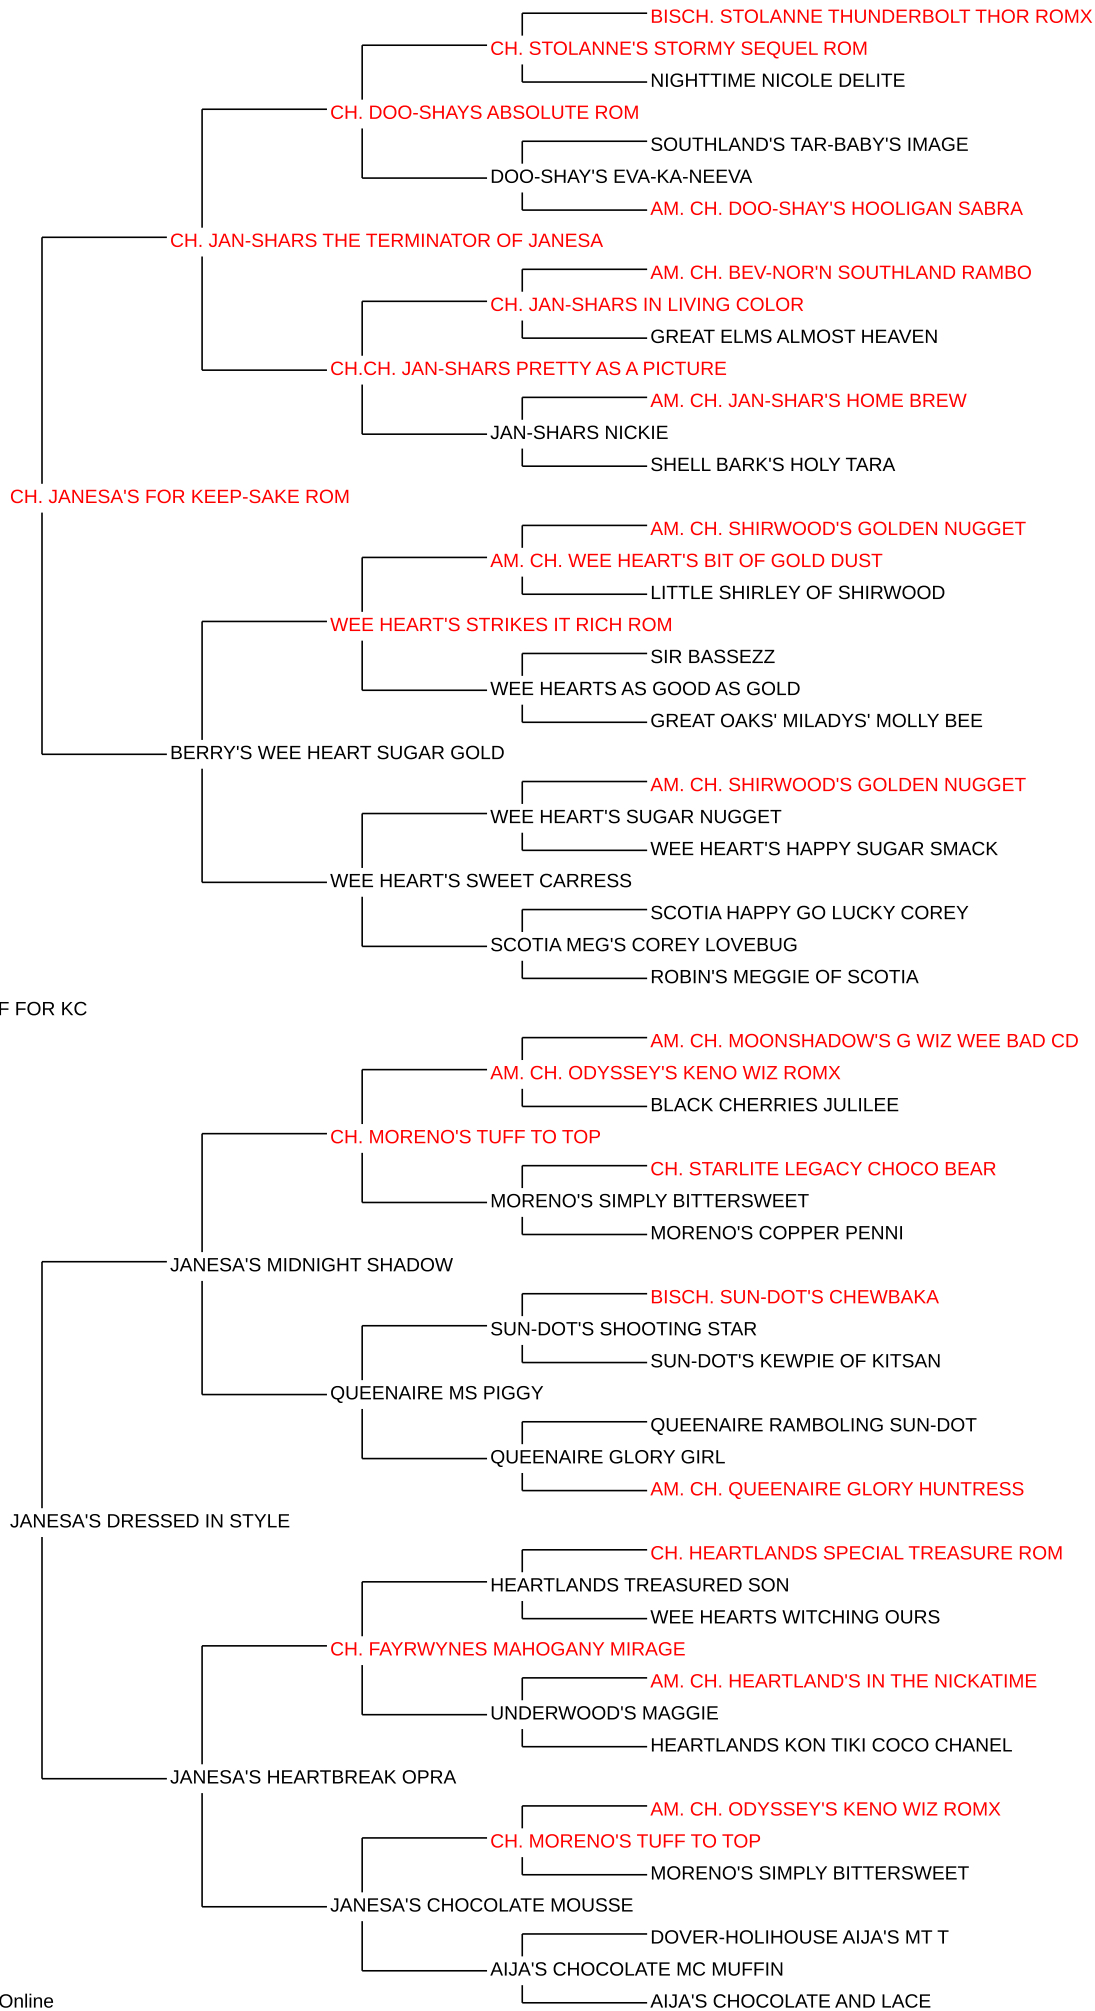 BISCH. STOLANNE THUNDERBOLT THOR ROMX
CH. STOLANNE'S STORMY SEQUEL ROM
NIGHTTIME NICOLE DELITE
CH. DOO-SHAYS ABSOLUTE ROM
SOUTHLAND'S TAR-BABY'S IMAGE
DOO-SHAY'S EVA-KA-NEEVA
AM. CH. DOO-SHAY'S HOOLIGAN SABRA
CH. JAN-SHARS THE TERMINATOR OF JANESA
AM. CH. BEV-NOR'N SOUTHLAND RAMBO
CH. JAN-SHARS IN LIVING COLOR
GREAT ELMS ALMOST HEAVEN
CH.CH. JAN-SHARS PRETTY AS A PICTURE
AM. CH. JAN-SHAR'S HOME BREW
JAN-SHARS NICKIE
SHELL BARK'S HOLY TARA
CH. JANESA'S FOR KEEP-SAKE ROM
AM. CH. SHIRWOOD'S GOLDEN NUGGET
AM. CH. WEE HEART'S BIT OF GOLD DUST
LITTLE SHIRLEY OF SHIRWOOD
WEE HEART'S STRIKES IT RICH ROM
SIR BASSEZZ
WEE HEARTS AS GOOD AS GOLD
GREAT OAKS' MILADYS' MOLLY BEE
BERRY'S WEE HEART SUGAR GOLD
AM. CH. SHIRWOOD'S GOLDEN NUGGET
WEE HEART'S SUGAR NUGGET
WEE HEART'S HAPPY SUGAR SMACK
WEE HEART'S SWEET CARRESS
SCOTIA HAPPY GO LUCKY COREY
SCOTIA MEG'S COREY LOVEBUG
ROBIN'S MEGGIE OF SCOTIA
F FOR KC
AM. CH. MOONSHADOW'S G WIZ WEE BAD CD
AM. CH. ODYSSEY'S KENO WIZ ROMX
BLACK CHERRIES JULILEE
CH. MORENO'S TUFF TO TOP
CH. STARLITE LEGACY CHOCO BEAR
MORENO'S SIMPLY BITTERSWEET
MORENO'S COPPER PENNI
JANESA'S MIDNIGHT SHADOW
BISCH. SUN-DOT'S CHEWBAKA
SUN-DOT'S SHOOTING STAR
SUN-DOT'S KEWPIE OF KITSAN
QUEENAIRE MS PIGGY
QUEENAIRE RAMBOLING SUN-DOT
QUEENAIRE GLORY GIRL
AM. CH. QUEENAIRE GLORY HUNTRESS
JANESA'S DRESSED IN STYLE
CH. HEARTLANDS SPECIAL TREASURE ROM
HEARTLANDS TREASURED SON
WEE HEARTS WITCHING OURS
CH. FAYRWYNES MAHOGANY MIRAGE
AM. CH. HEARTLAND'S IN THE NICKATIME
UNDERWOOD'S MAGGIE
HEARTLANDS KON TIKI COCO CHANEL
JANESA'S HEARTBREAK OPRA
AM. CH. ODYSSEY'S KENO WIZ ROMX
CH. MORENO'S TUFF TO TOP
MORENO'S SIMPLY BITTERSWEET
JANESA'S CHOCOLATE MOUSSE
DOVER-HOLIHOUSE AIJA'S MT T
AIJA'S CHOCOLATE MC MUFFIN
AIJA'S CHOCOLATE AND LACE
Online